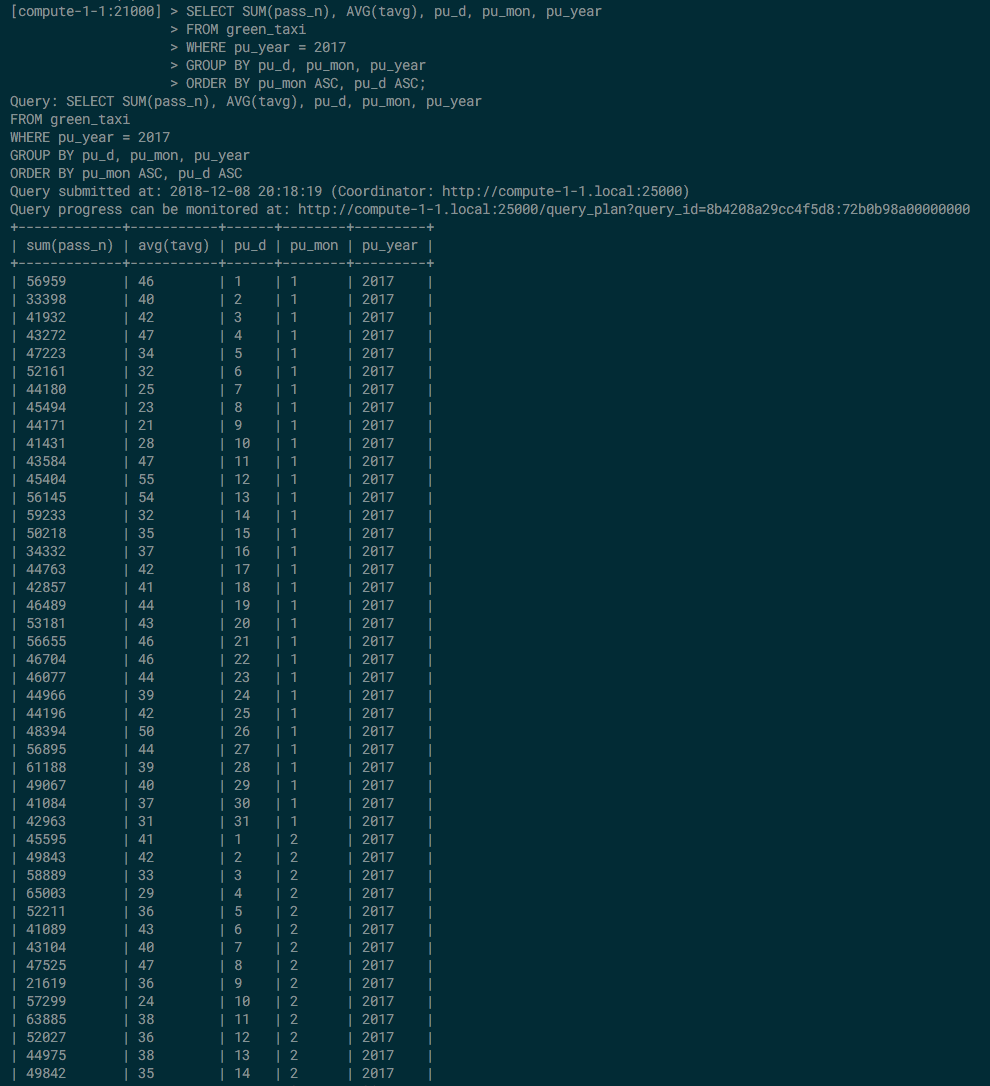 [compute-1-1:21000] > SELECT SUM(pass_n), AVG(tavg), pu_d, pu_mon, pu_year
                    > FROM green_taxi
                    > WHERE pu_year = 2017
                    > GROUP BY pu_d, pu_mon, pu_year
                    > ORDER BY pu_mon ASC, pu_d ASC;
Query: SELECT SUM(pass_n), AVG(tavg), pu_d, pu_mon, pu_year
FROM green_taxi
WHERE pu_year = 2017
GROUP BY pu_d, pu_mon, pu_year
ORDER BY pu_mon ASC, pu_d ASC
Query submitted at: 2018-12-08 20:18:19 (Coordinator: http://compute-1-1.local:25000)
Query progress can be monitored at: http://compute-1-1.local:25000/query_plan?query_id=8b4208a29cc4f5d8:72b0b98a00000000
+-------------+-----------+------+--------+---------+
| sum(pass_n) | avg(tavg) | pu_d | pu_mon | pu_year |
+-------------+-----------+------+--------+---------+
| 56959       | 46        | 1    | 1      | 2017    |
| 33398       | 40        | 2    | 1      | 2017    |
| 41932       | 42        | 3    | 1      | 2017    |
| 43272       | 47        | 4    | 1      | 2017    |
| 47223       | 34        | 5    | 1      | 2017    |
| 52161       | 32        | 6    | 1      | 2017    |
| 44180       | 25        | 7    | 1      | 2017    |
| 45494       | 23        | 8    | 1      | 2017    |
| 44171       | 21        | 9    | 1      | 2017    |
| 41431       | 28        | 10   | 1      | 2017    |
| 43584       | 47        | 11   | 1      | 2017    |
| 45404       | 55        | 12   | 1      | 2017    |
| 56145       | 54        | 13   | 1      | 2017    |
| 59233       | 32        | 14   | 1      | 2017    |
| 50218       | 35        | 15   | 1      | 2017    |
| 34332       | 37        | 16   | 1      | 2017    |
| 44763       | 42        | 17   | 1      | 2017    |
| 42857       | 41        | 18   | 1      | 2017    |
| 46489       | 44        | 19   | 1      | 2017    |
| 53181       | 43        | 20   | 1      | 2017    |
| 56655       | 46        | 21   | 1      | 2017    |
| 46704       | 46        | 22   | 1      | 2017    |
| 46077       | 44        | 23   | 1      | 2017    |
| 44966       | 39        | 24   | 1      | 2017    |
| 44196       | 42        | 25   | 1      | 2017    |
| 48394       | 50        | 26   | 1      | 2017    |
| 56895       | 44        | 27   | 1      | 2017    |
| 61188       | 39        | 28   | 1      | 2017    |
| 49067       | 40        | 29   | 1      | 2017    |
| 41084       | 37        | 30   | 1      | 2017    |
| 42963       | 31        | 31   | 1      | 2017    |
| 45595       | 41        | 1    | 2      | 2017    |
| 49843       | 42        | 2    | 2      | 2017    |
| 58889       | 33        | 3    | 2      | 2017    |
| 65003       | 29        | 4    | 2      | 2017    |
| 52211       | 36        | 5    | 2      | 2017    |
| 41089       | 43        | 6    | 2      | 2017    |
| 43104       | 40        | 7    | 2      | 2017    |
| 47525       | 47        | 8    | 2      | 2017    |
| 21619       | 36        | 9    | 2      | 2017    |
| 57299       | 24        | 10   | 2      | 2017    |
| 63885       | 38        | 11   | 2      | 2017    |
| 52027       | 36        | 12   | 2      | 2017    |
| 44975       | 38        | 13   | 2      | 2017    |
| 49842       | 35        | 14   | 2      | 2017    |